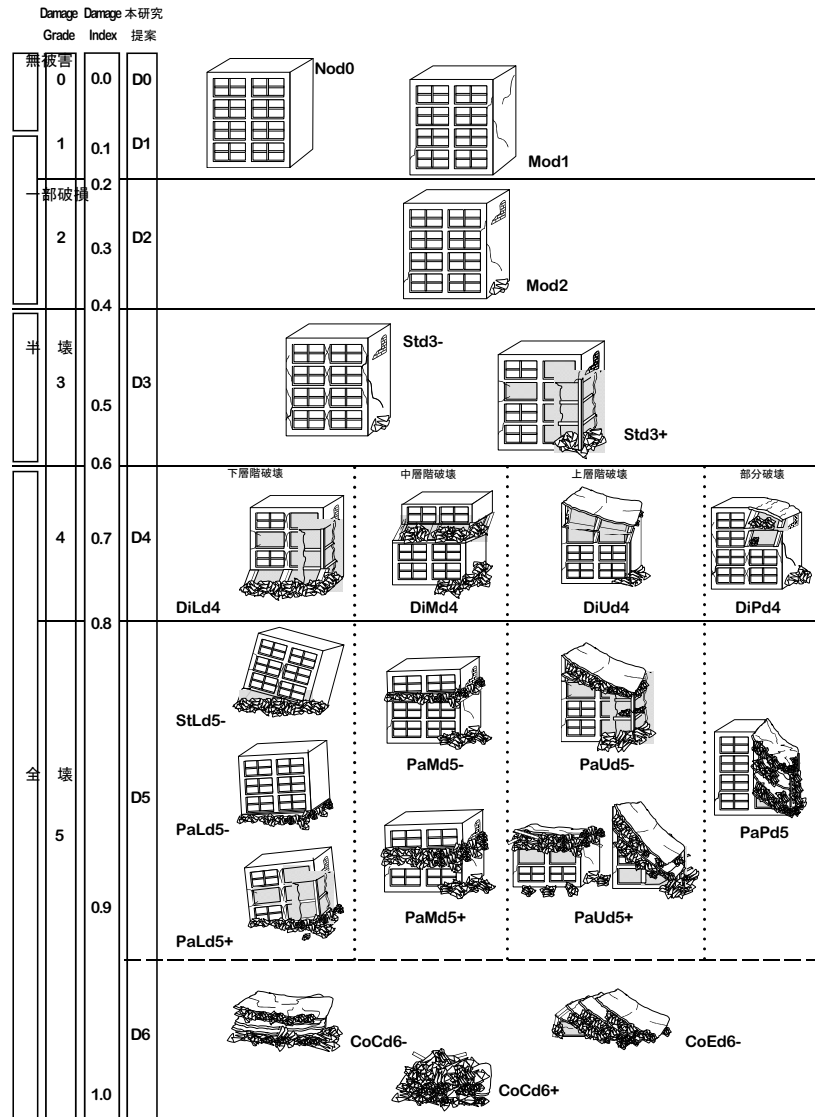 Damage Damage 本研究
Grade Index 提案
無被害
0 0.0 D0
Nod0
1 0.1 D1
Mod1
0.2
一部破損
2 0.3 D2
Mod2
0.4
半 壊
Std3-
3 0.5 D3
Std3+
0.6
下層階破壊 中層階破壊 上層階破壊 部分破壊
4 0.7 D4
DiLd4 DiMd4 DiUd4 DiPd4
0.8
StLd5-
PaMd5- PaUd5-
全 壊
D5
PaLd5- PaPd5
5
PaMd5+ PaUd5+
0.9
PaLd5+
D6
CoCd6- CoEd6-
CoCd6+
1.0